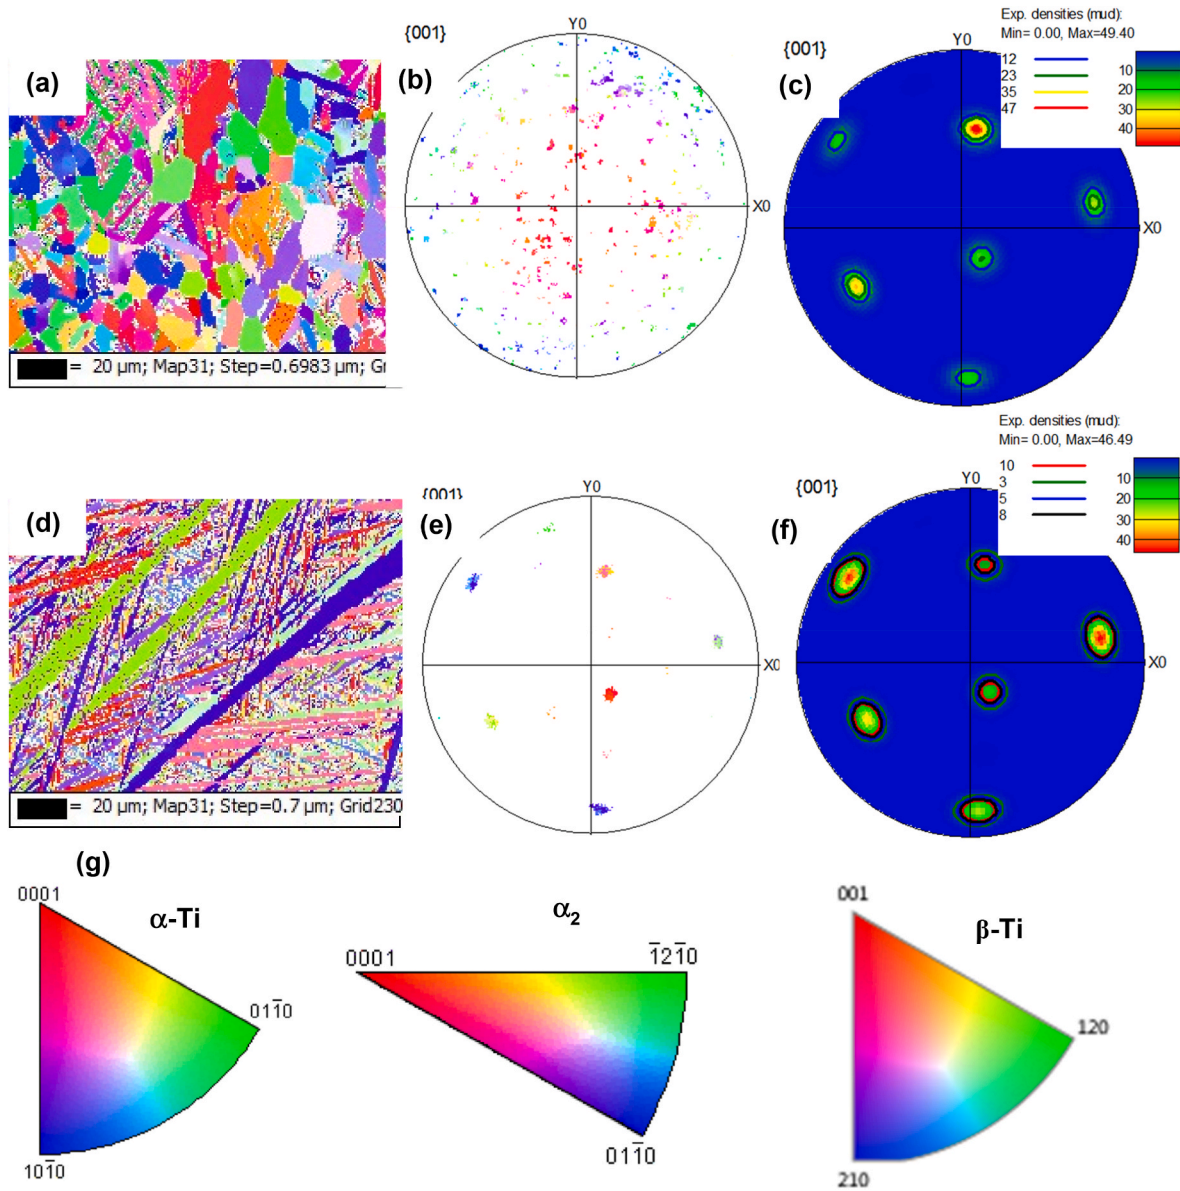 (a)
= 20 µm; Map31; Step=0.6983 µm; Gr
(b)
{001}
Y0
X0
(c)
{001}
Y0
X0
Exp. densities (mud):
Min= 0.00, Max=49.40
12
23
35
47
10
20
30
40
(d)
= 20 µm; Map31; Step=0.7 µm; Grid230
(e)
{001}
Y0
X0
(f)
{001}
Y0
X0
Exp. densities (mud):
Min= 0.00, Max=46.49
10
3
5
8
10
20
30
40
(g)
0001
α-Ti
011̅0
101̅0
α₂
0001
1̅21̅0
011̅0
β-Ti
001
120
210